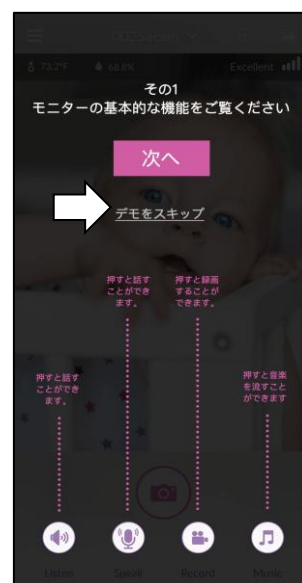 73.2°F 68.8% Excellent
その1
モニターの基本的な機能をご覧ください
次へ
デモをスキップ
押すと話す
ことができ
ます。
押すと録画
することが
できます。
押すと話す
ことができ
ます。
押すと音楽
を流すこと
ができます
Listen Speak Record Music